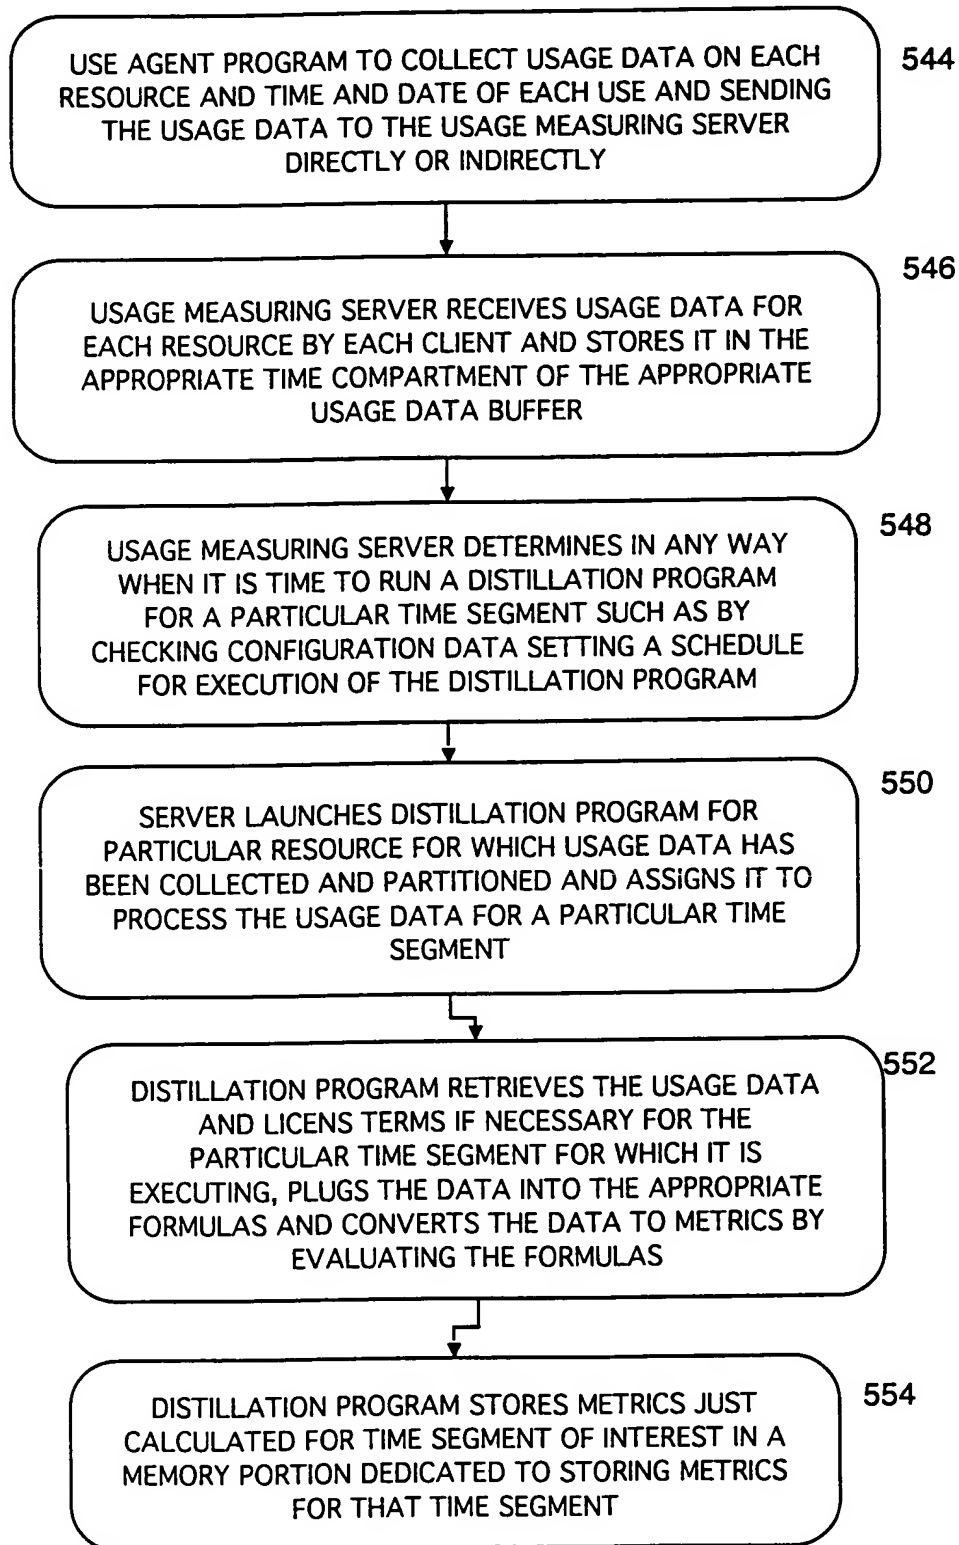 USE AGENT PROGRAM TO COLLECT USAGE DATA ON EACH
RESOURCE AND TIME AND DATE OF EACH USE AND SENDING
THE USAGE DATA TO THE USAGE MEASURING SERVER
DIRECTLY OR INDIRECTLY
544
USAGE MEASURING SERVER RECEIVES USAGE DATA FOR
EACH RESOURCE BY EACH CLIENT AND STORES IT IN THE
APPROPRIATE TIME COMPARTMENT OF THE APPROPRIATE
USAGE DATA BUFFER
546
USAGE MEASURING SERVER DETERMINES IN ANY WAY
WHEN IT IS TIME TO RUN A DISTILLATION PROGRAM
FOR A PARTICULAR TIME SEGMENT SUCH AS BY
CHECKING CONFIGURATION DATA SETTING A SCHEDULE
FOR EXECUTION OF THE DISTILLATION PROGRAM
548
SERVER LAUNCHES DISTILLATION PROGRAM FOR
PARTICULAR RESOURCE FOR WHICH USAGE DATA HAS
BEEN COLLECTED AND PARTITIONED AND ASSIGNS IT TO
PROCESS THE USAGE DATA FOR A PARTICULAR TIME
SEGMENT
550
DISTILLATION PROGRAM RETRIEVES THE USAGE DATA
AND LICENS TERMS IF NECESSARY FOR THE
PARTICULAR TIME SEGMENT FOR WHICH IT IS
EXECUTING, PLUGS THE DATA INTO THE APPROPRIATE
FORMULAS AND CONVERTS THE DATA TO METRICS BY
EVALUATING THE FORMULAS
552
DISTILLATION PROGRAM STORES METRICS JUST
CALCULATED FOR TIME SEGMENT OF INTEREST IN A
MEMORY PORTION DEDICATED TO STORING METRICS
FOR THAT TIME SEGMENT
554